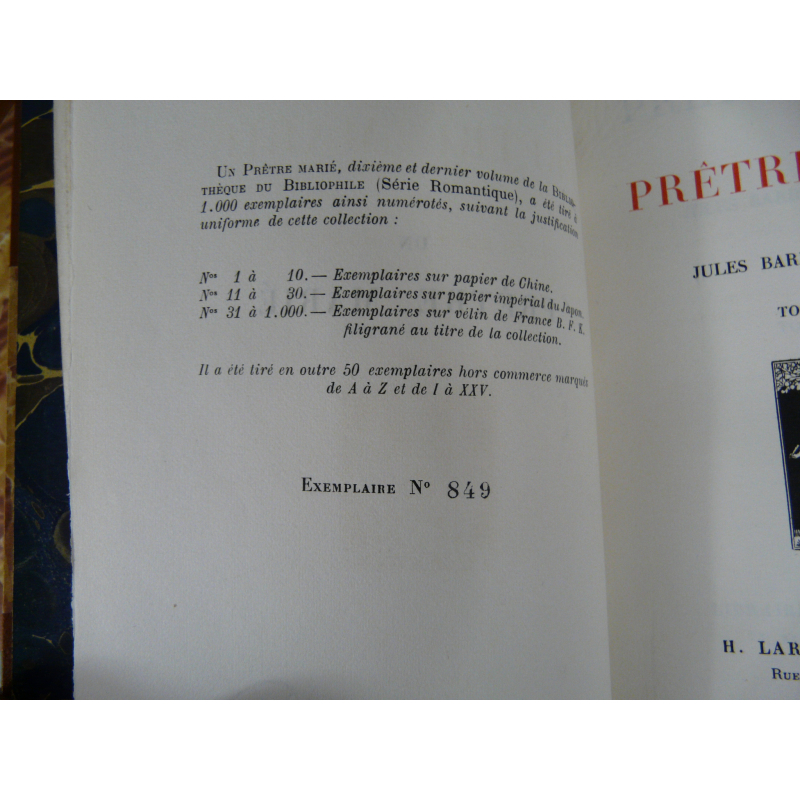 Un Prêtre marié, dixième et dernier volume de la Biblio-
thèque du Bibliophile (Série Romantique), a été tiré à
1.000 exemplaires ainsi numérotés, suivant la justification
uniforme de cette collection :
Nos 1 à 10. — Exemplaires sur papier de Chine.
Nos 11 à 30. — Exemplaires sur papier impérial du Japon.
Nos 31 à 1.000. — Exemplaires sur vélin de France B. F. K.
filigrané au titre de la collection.
Il a été tiré en outre 50 exemplaires hors commerce marqués
de A à Z et de I à XXV.
Exemplaire No 849
PRÊTRE
JULES BAR
TO
H. LAR
Rue